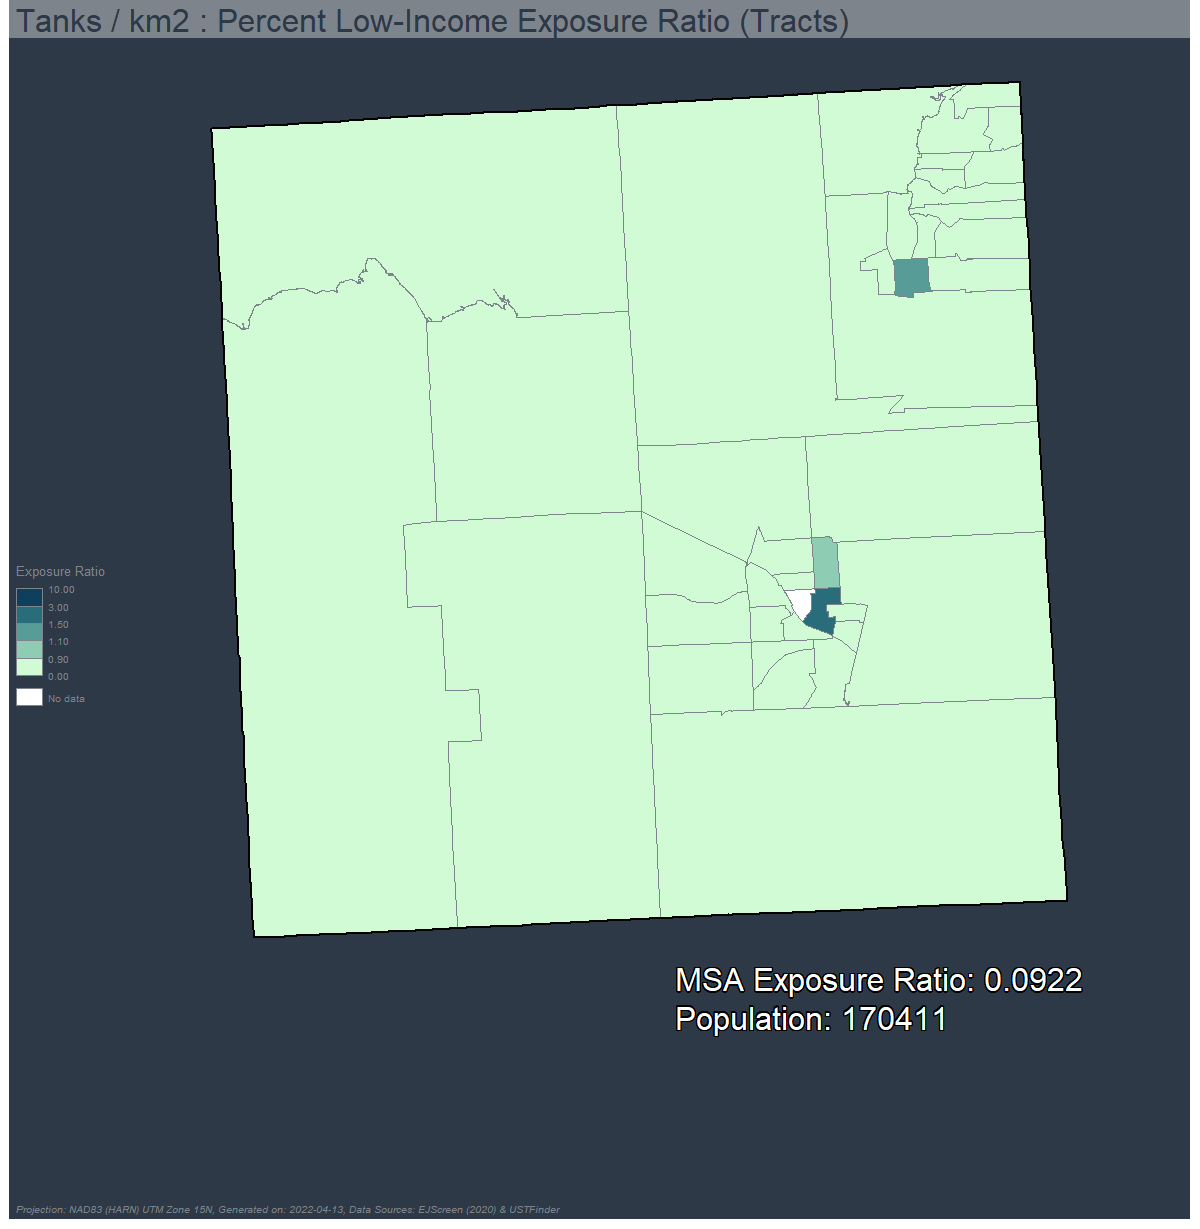 Tanks / km2 : Percent Low-Income Exposure Ratio (Tracts)
Exposure Ratio
10.00
3.00
1.50
1.10
0.90
0.00
No data
MSA Exposure Ratio: 0.0922
Population: 170411
Projection: NAD83 (HARN) UTM Zone 15N, Generated on: 2022-04-13, Data Sources: EJScreen (2020) & USTFinder